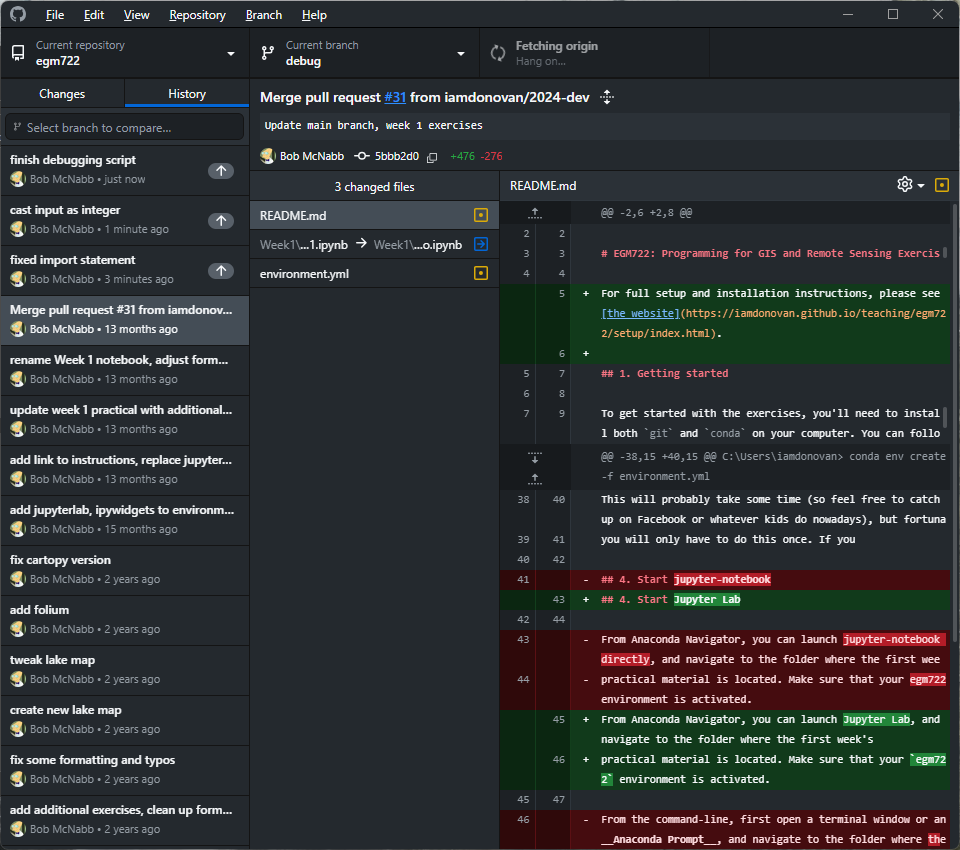 File Edit View Repository Branch Help
Current repository
egm722
Current branch
debug
Fetching origin
Hang on...
Changes History
Select branch to compare...
finish debugging script
Bob McNabb • just now
cast input as integer
Bob McNabb • 1 minute ago
fixed import statement
Bob McNabb • 3 minutes ago
Merge pull request #31 from iamdonov...
Bob McNabb • 13 months ago
rename Week 1 notebook, adjust form...
Bob McNabb • 13 months ago
update week 1 practical with additional...
Bob McNabb • 13 months ago
add link to instructions, replace jupyter...
Bob McNabb • 13 months ago
add jupyterlab, ipywidgets to environm...
Bob McNabb • 15 months ago
fix cartopy version
Bob McNabb • 2 years ago
add folium
Bob McNabb • 2 years ago
tweak lake map
Bob McNabb • 2 years ago
create new lake map
Bob McNabb • 2 years ago
fix some formatting and typos
Bob McNabb • 2 years ago
add additional exercises, clean up form...
Bob McNabb • 2 years ago
Merge pull request #31 from iamdonovan/2024-dev
Update main branch, week 1 exercises
Bob McNabb 5bbb2d0 +476 -276
3 changed files
README.md
Week1\...1.ipynb → Week1\...o.ipynb
environment.yml
README.md
@@ -2,6 +2,8 @@
2 2
3 3 # EGM722: Programming for GIS and Remote Sensing Exercis
4 4
5 + For full setup and installation instructions, please see
[the website](https://iamdonovan.github.io/teaching/egm72
2/setup/index.html).
6 +
5 7 ## 1. Getting started
6 8
7 9 To get started with the exercises, you'll need to instal
l both `git` and `conda` on your computer. You can follo
@@ -38,15 +40,15 @@ C:\Users\iamdonovan> conda env create
-f environment.yml
38 40 This will probably take some time (so feel free to catch
up on Facebook or whatever kids do nowadays), but fortuna
39 41 you will only have to do this once. If you
40 42
41 - ## 4. Start jupyter-notebook
43 + ## 4. Start Jupyter Lab
42 44
43 - From Anaconda Navigator, you can launch jupyter-notebook
directly, and navigate to the folder where the first wee
44 - practical material is located. Make sure that your egm722
environment is activated.
45 + From Anaconda Navigator, you can launch Jupyter Lab, and
navigate to the folder where the first week's
46 + practical material is located. Make sure that your `egm72
2` environment is activated.
45 47
46 - From the command-line, first open a terminal window or an
__Anaconda Prompt__, and navigate to the folder where the